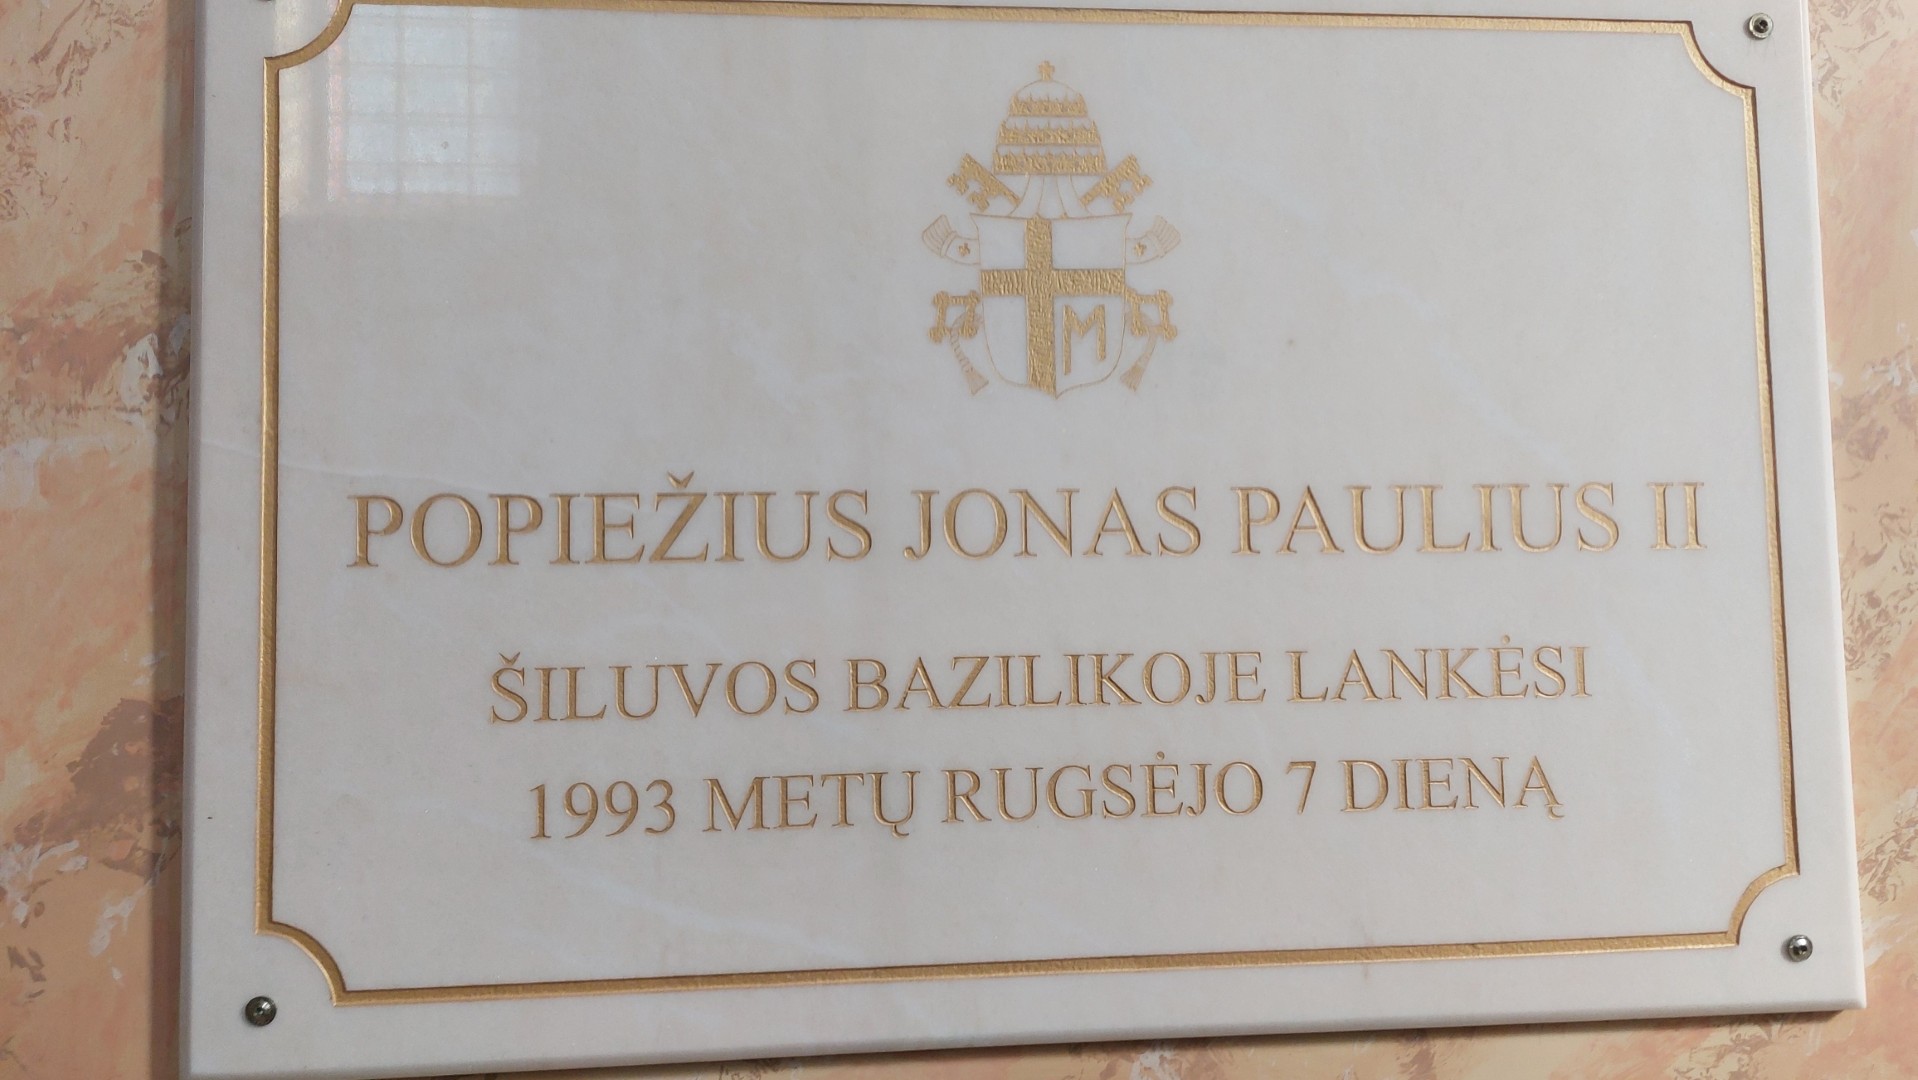 M
POPIEŽIUS JONAS PAULIUS II
ŠILUVOS BAZILIKOJE LANKĖSI
1993 METŲ RUGSĖJO 7 DIENĄ